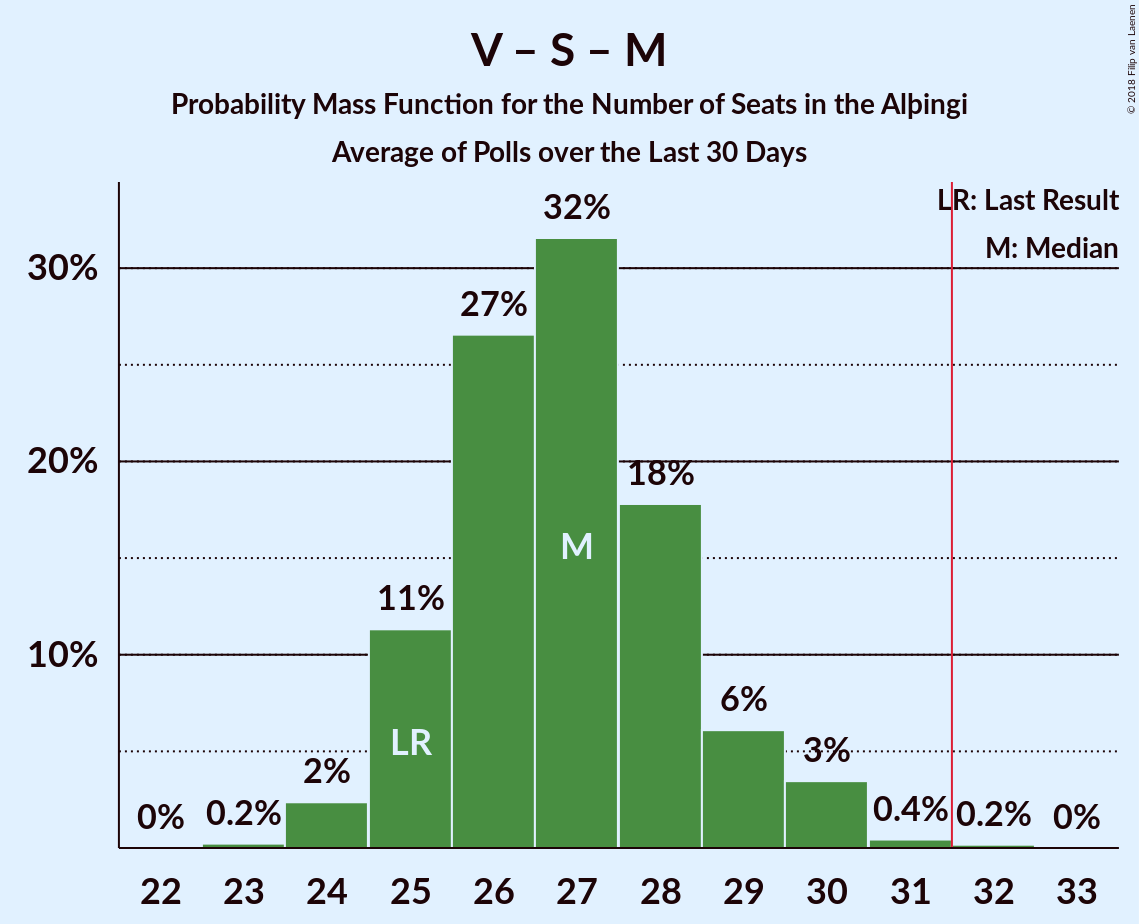 V – S – M
Probability Mass Function for the Number of Seats in the Alþingi
Average of Polls over the Last 30 Days
© 2018 Filip van Laenen
LR: Last Result
M: Median
30%
20%
10%
0%
0.2%
2%
11%
27%
32%
18%
6%
3%
0.4%
0.2%
0%
LR
M
22 23 24 25 26 27 28 29 30 31 32 33